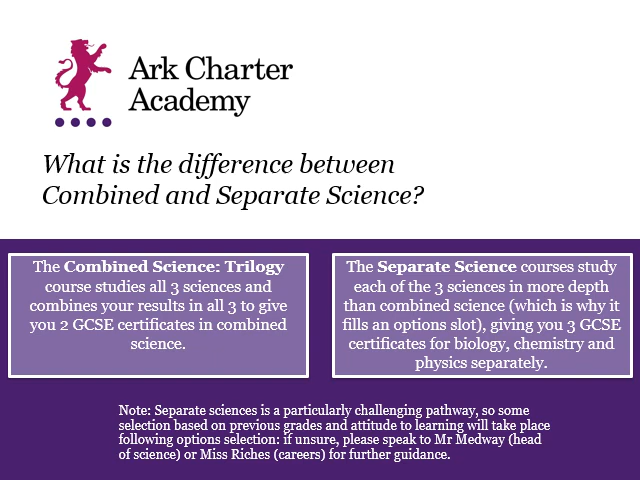 Ark Charter
Academy
What is the difference between
Combined and Separate Science?
The Combined Science: Trilogy
course studies all 3 sciences and
combines your results in all 3 to give
you 2 GCSE certificates in combined
science.
The Separate Science courses study
each of the 3 sciences in more depth
than combined science (which is why it
fills an options slot), giving you 3 GCSE
certificates for biology, chemistry and
physics separately.
Note: Separate sciences is a particularly challenging pathway, so some
selection based on previous grades and attitude to learning will take place
following options selection: if unsure, please speak to Mr Medway (head
of science) or Miss Riches (careers) for further guidance.